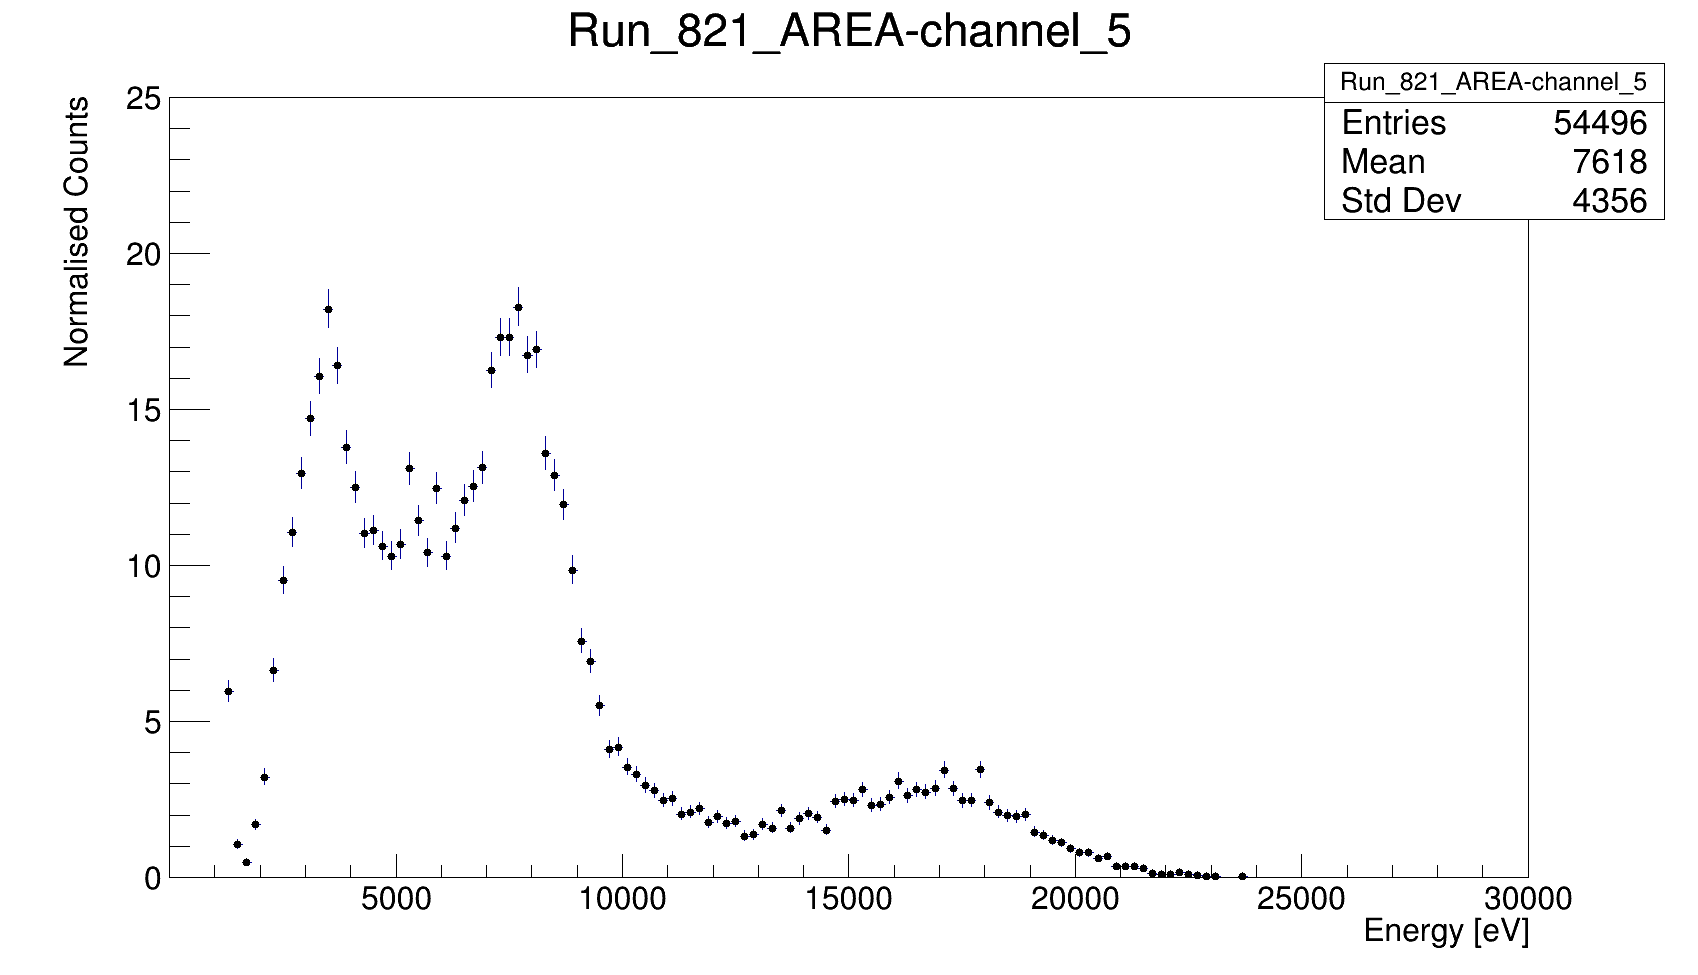 Run_821_AREA-channel_5
Run_821_AREA-channel_5
Entries 54496
Mean 7618
Std Dev 4356
Normalised Counts
25
20
15
10
5
0
5000 10000 15000 20000 25000 30000
Energy [eV]